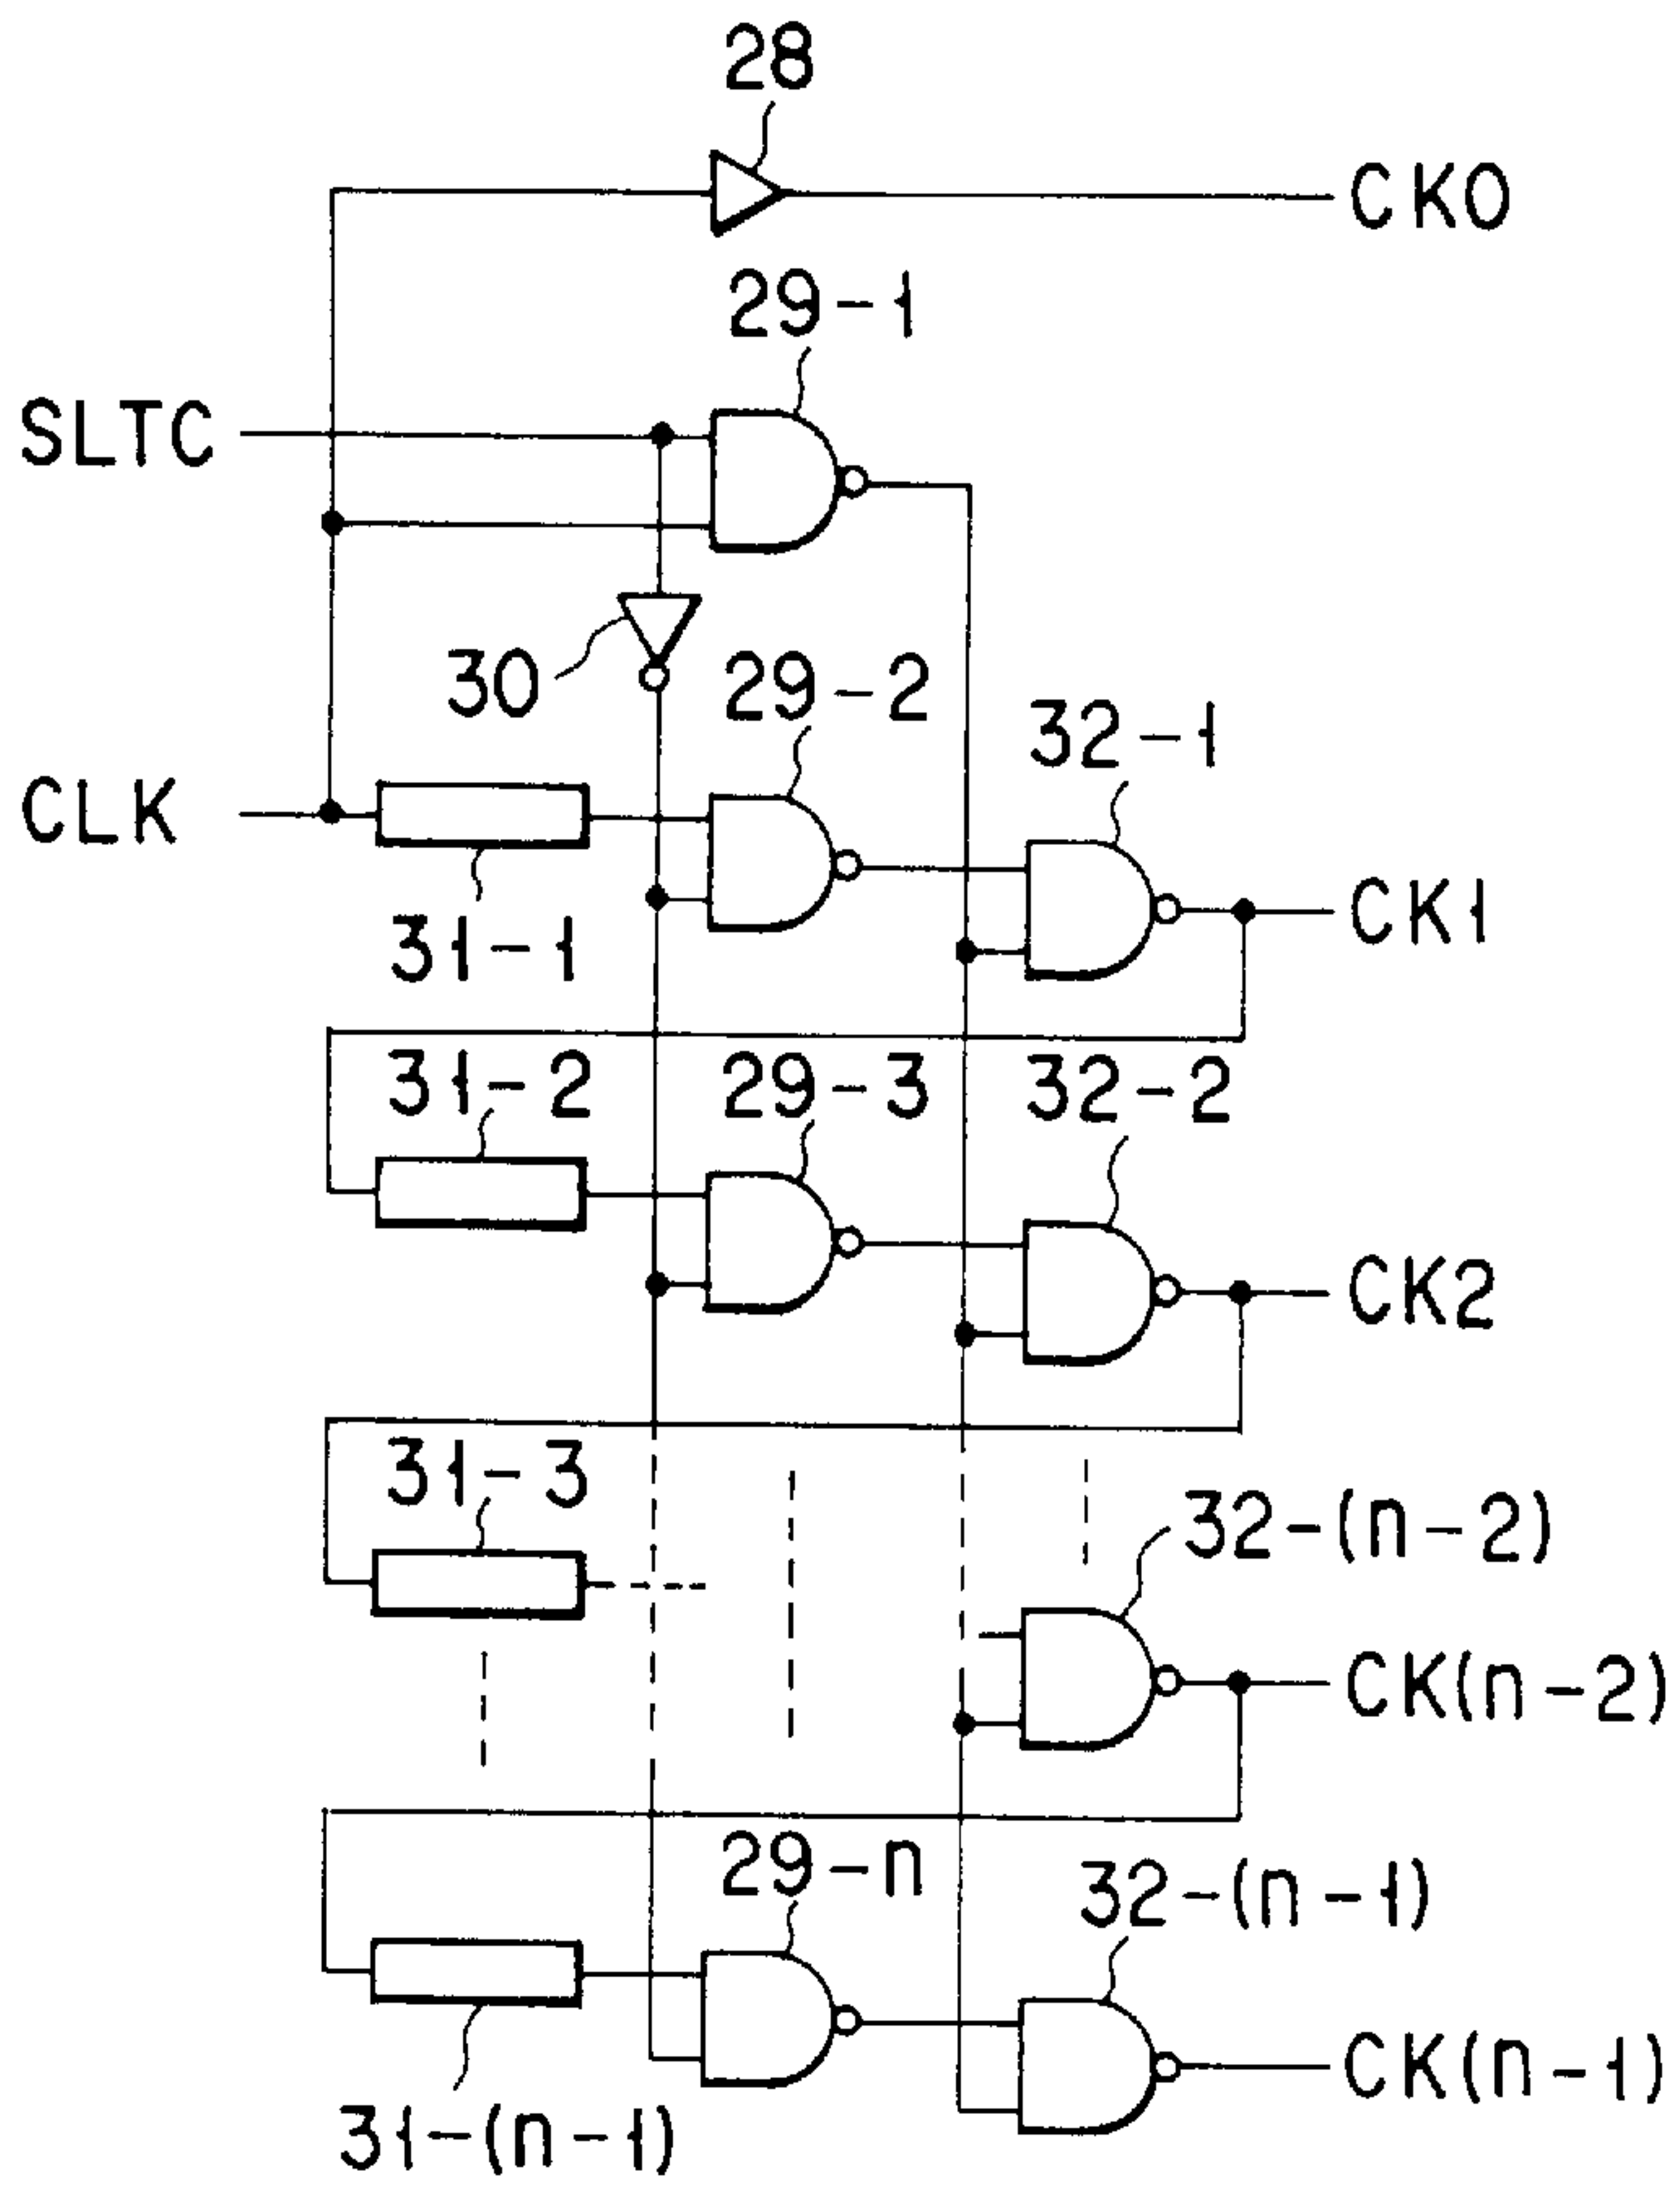 28
CK0
29-1
SLTC
30
29-2
32-1
CLK
CK1
31-1
31-2
29-3
32-2
CK2
31-3
32-(n-2)
CK(n-2)
29-n
32-(n-1)
CK(n-1)
31-(n-1)